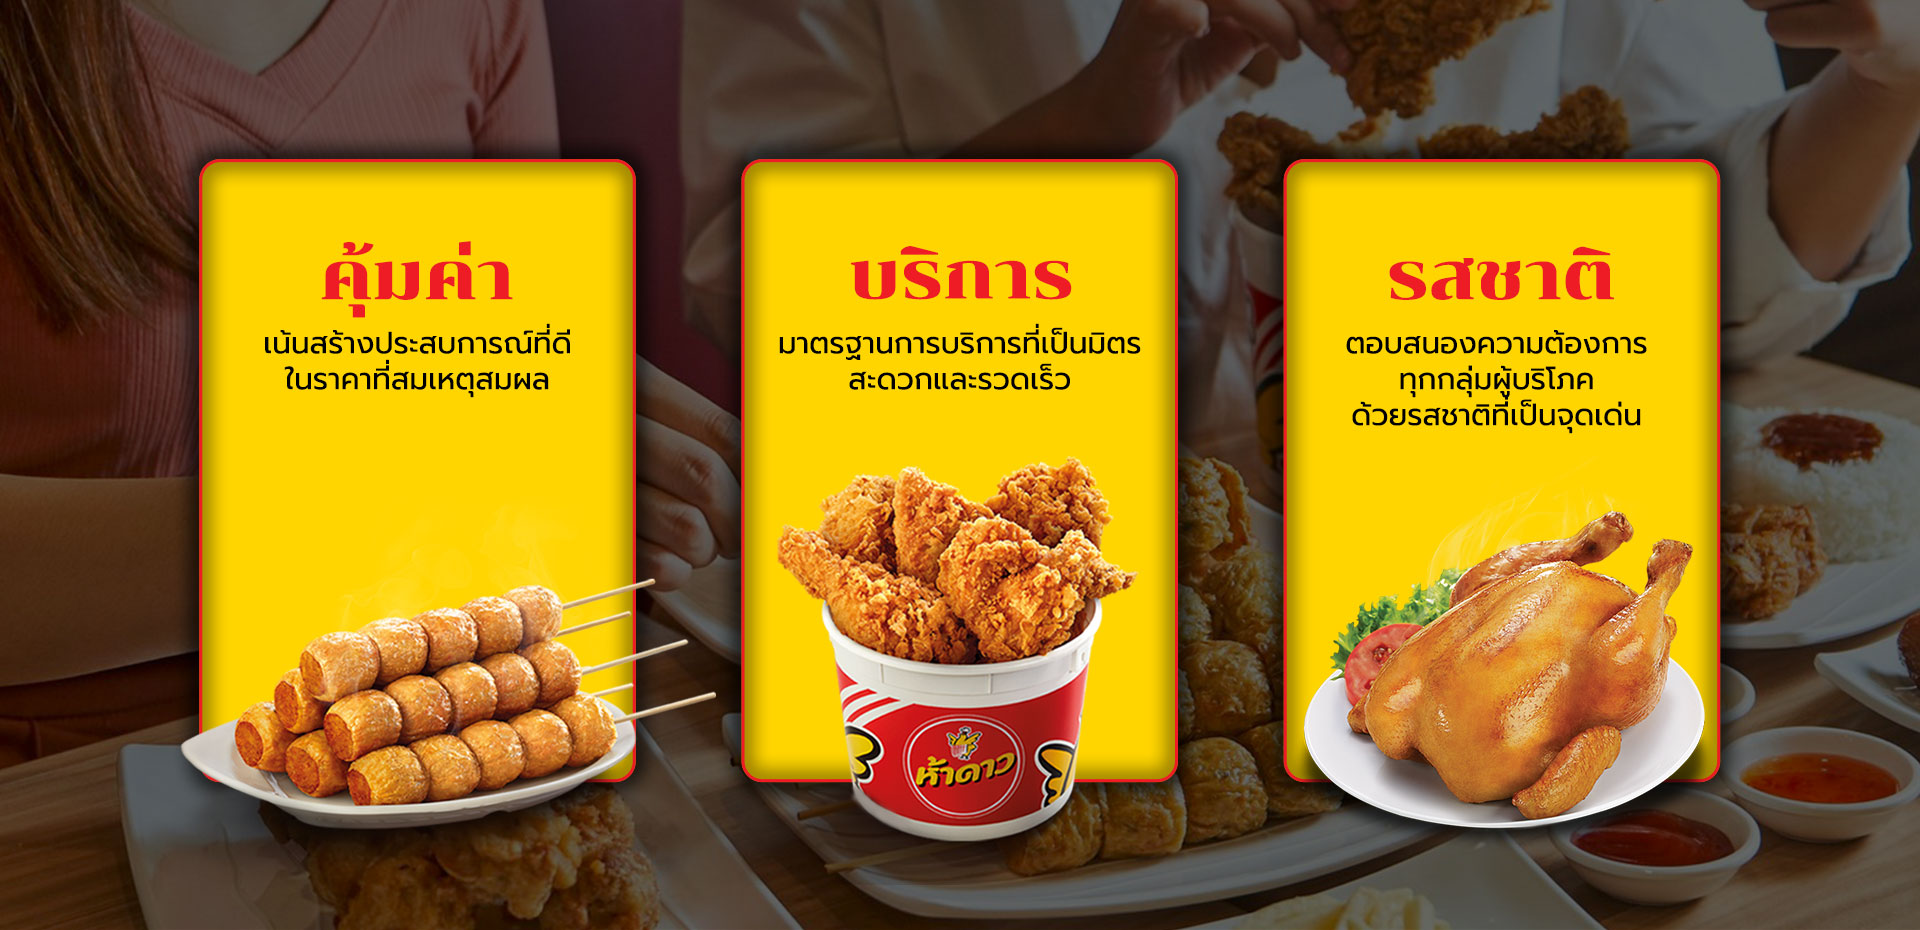 คุ้มค่า
เน้นสร้างประสบการณ์ที่ดี
ในราคาที่สมเหตุสมผล
บริการ
มาตรฐานการบริการที่เป็นมิตร
สะดวกและรวดเร็ว
ห้าดาว
รสชาติ
ตอบสนองความต้องการ
ทุกกลุ่มผู้บริโภค
ด้วยรสชาติที่เป็นจุดเด่น